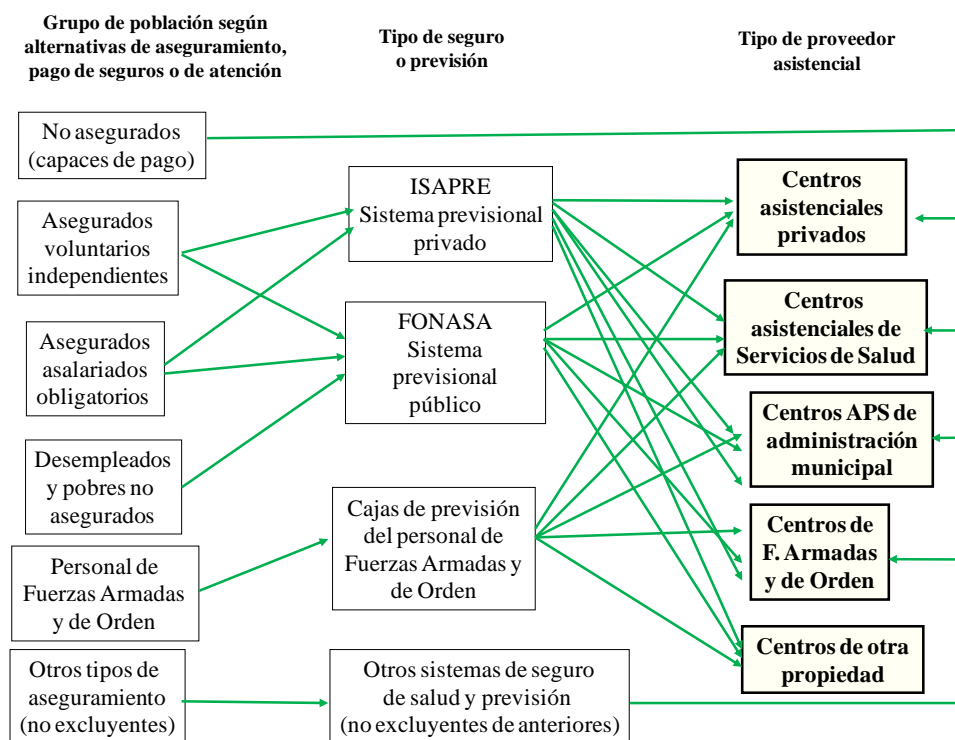 Grupo de población según
alternativas de aseguramiento,
pago de seguros o de atención
Tipo de seguro
o previsión
Tipo de proveedor
asistencial
No asegurados
(capaces de pago)
Asegurados
voluntarios
independientes
Asegurados
asalariados
obligatorios
Desempleados
y pobres no
asegurados
Personal de
Fuerzas Armadas
y de Orden
Otros tipos de
aseguramiento
(no excluyentes)
ISAPRE
Sistema previsional
privado
FONASA
Sistema
previsional
público
Cajas de previsión
del personal de
Fuerzas Armadas y
de Orden
Otros sistemas de seguro
de salud y previsión
(no excluyentes de anteriores)
Centros
asistenciales
privados
Centros
asistenciales de
Servicios de Salud
Centros APS de
administración
municipal
Centros de
F. Armadas
y de Orden
Centros de otra
propiedad